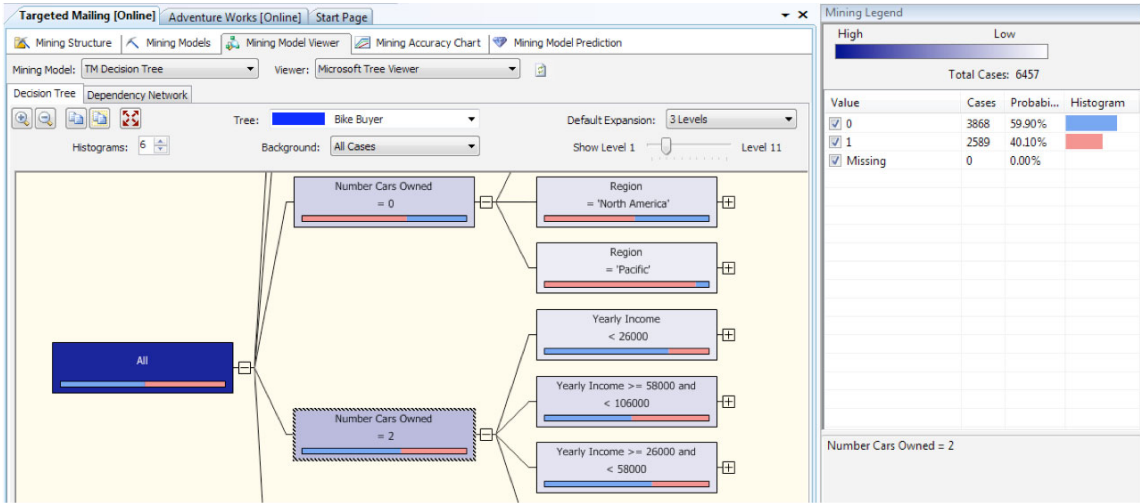 Targeted Mailing [Online] Adventure Works [Online] Start Page
Mining Structure Mining Models Mining Model Viewer Mining Accuracy Chart Mining Model Prediction
Mining Model: TM Decision Tree Viewer: Microsoft Tree Viewer
Decision Tree Dependency Network
Tree: Bike Buyer Default Expansion: 3 Levels
Histograms: 6 Background: All Cases Show Level 1 Level 11
Number Cars Owned
= 0
Region
= 'North America'
Region
= 'Pacific'
Yearly Income
< 26000
All
Yearly Income >= 58000 and
< 106000
Number Cars Owned
= 2
Yearly Income >= 26000 and
< 58000
Mining Legend
High Low
Total Cases: 6457
Value Cases Probabi... Histogram
0 3868 59.90%
1 2589 40.10%
Missing 0 0.00%
Number Cars Owned = 2